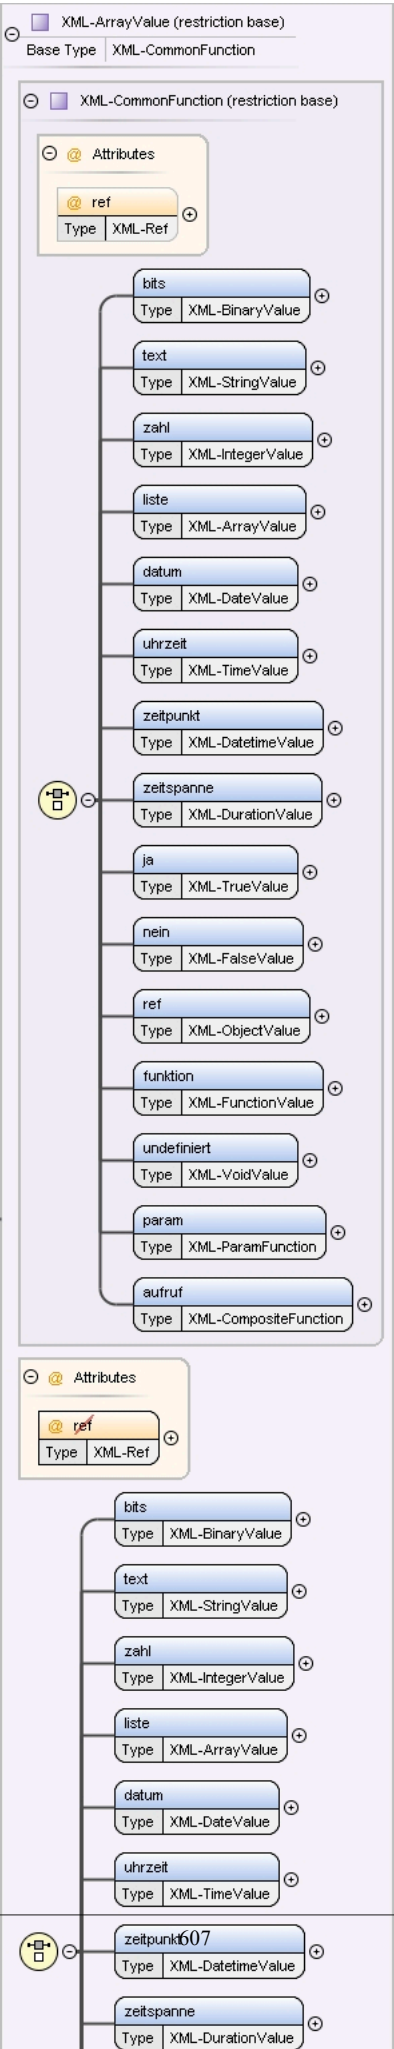 XML-ArrayValue (restriction base)
Base Type XML-CommonFunction
XML-CommonFunction (restriction base)
@ Attributes
@ ref
Type XML-Ref
bits
Type XML-BinaryValue
text
Type XML-StringValue
zahl
Type XML-IntegerValue
liste
Type XML-ArrayValue
datum
Type XML-DateValue
uhrzeit
Type XML-TimeValue
zeitpunkt
Type XML-DatetimeValue
zeitspanne
Type XML-DurationValue
ja
Type XML-TrueValue
nein
Type XML-FalseValue
ref
Type XML-ObjectValue
funktion
Type XML-FunctionValue
undefiniert
Type XML-VoidValue
param
Type XML-ParamFunction
aufruf
Type XML-CompositeFunction
@ Attributes
@ ref
Type XML-Ref
bits
Type XML-BinaryValue
text
Type XML-StringValue
zahl
Type XML-IntegerValue
liste
Type XML-ArrayValue
datum
Type XML-DateValue
uhrzeit
Type XML-TimeValue
zeitpunkt 607
Type XML-DatetimeValue
zeitspanne
Type XML-DurationValue